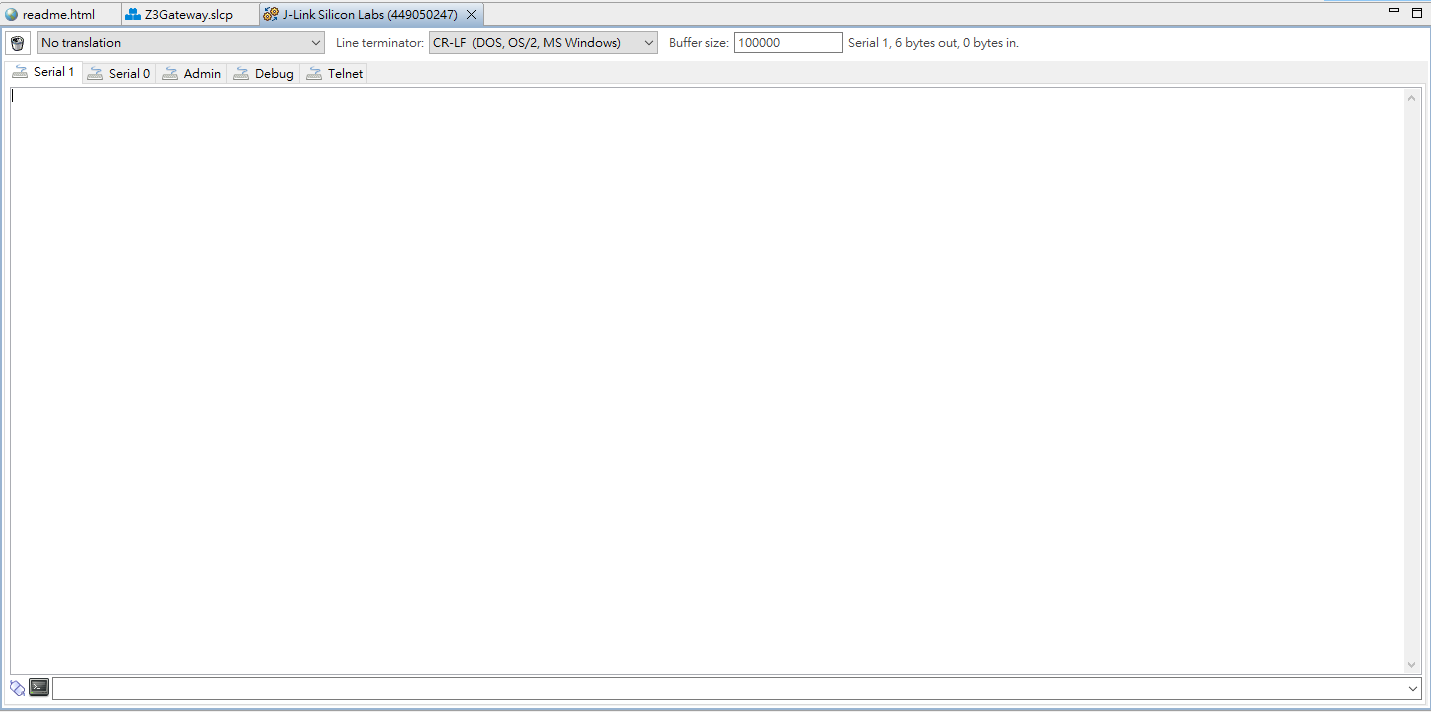 readme.html Z3Gateway.slcp J-Link Silicon Labs (449050247)
No translation Line terminator: CR-LF (DOS, OS/2, MS Windows) Buffer size: 100000 Serial 1, 6 bytes out, 0 bytes in.
Serial 1 Serial 0 Admin Debug Telnet